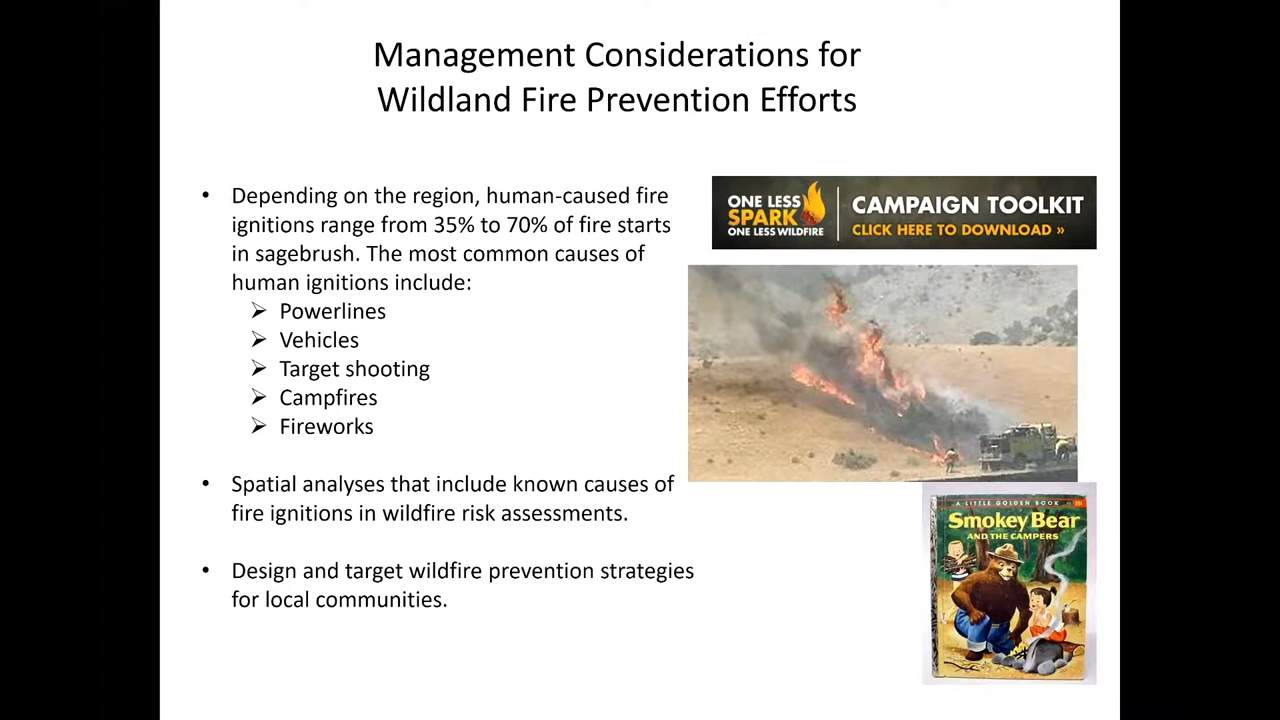 Management Considerations for
Wildland Fire Prevention Efforts
• Depending on the region, human-caused fire
ignitions range from 35% to 70% of fire starts
in sagebrush. The most common causes of
human ignitions include:
➢ Powerlines
➢ Vehicles
➢ Target shooting
➢ Campfires
➢ Fireworks
• Spatial analyses that include known causes of
fire ignitions in wildfire risk assessments.
• Design and target wildfire prevention strategies
for local communities.
ONE LESS
SPARK
ONE LESS WILDFIRE
CAMPAIGN TOOLKIT
CLICK HERE TO DOWNLOAD »
A LITTLE GOLDEN BOOK
Smokey Bear
AND THE CAMPERS